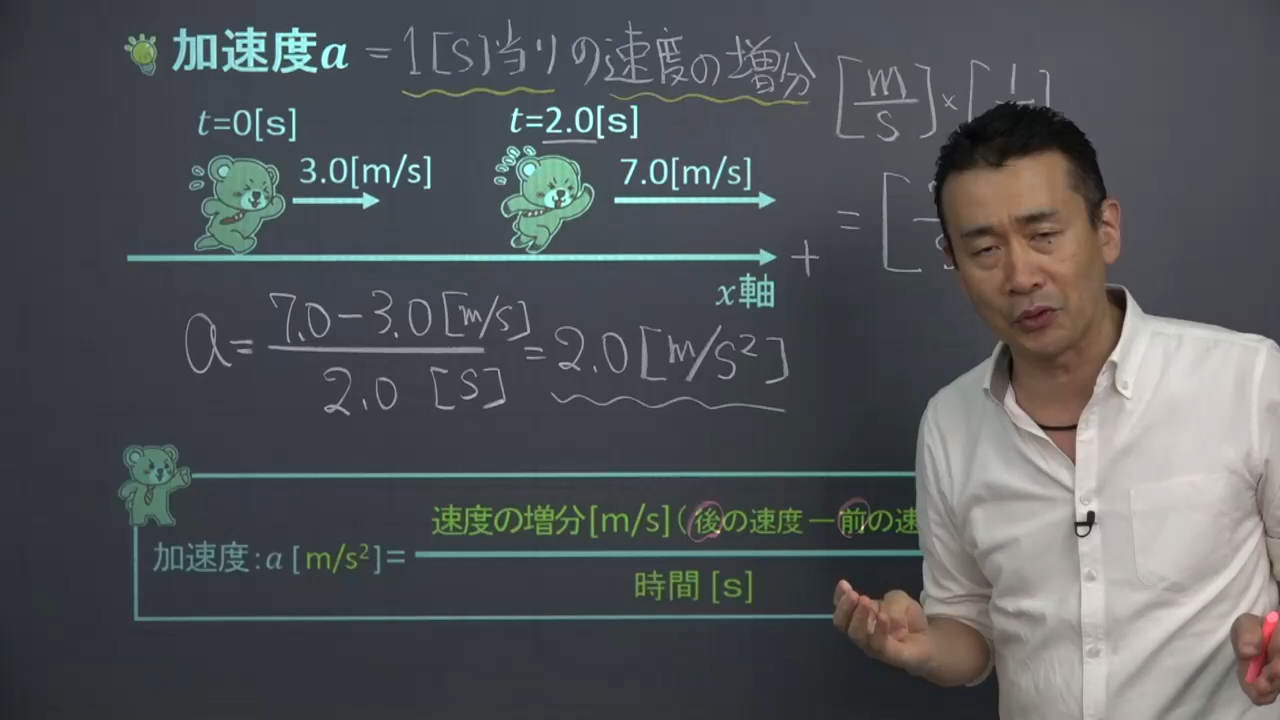 加速度a = 1[s]当りの速度の増分
[m/s]×[1
t=0[s] t=2.0[s]
3.0[m/s] 7.0[m/s]
= [
+
x軸
a = 7.0−3.0[m/s] / 2.0 [s] = 2.0[m/s²]
速度の増分[m/s](後の速度−前の速
加速度:a [m/s²]=
時間 [s]